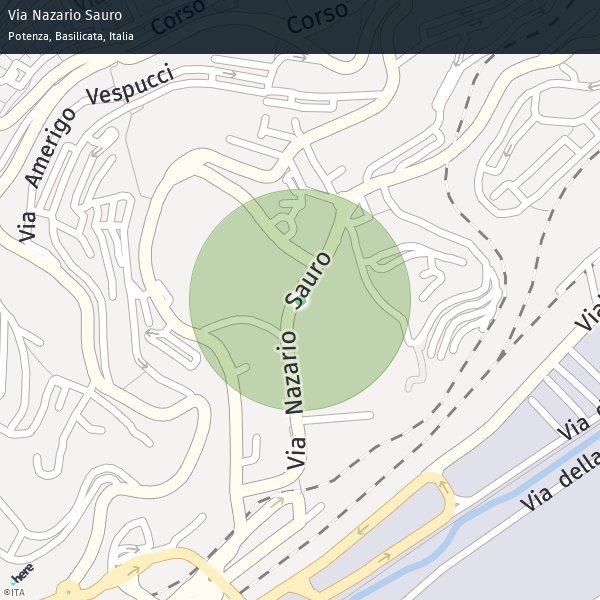 Via Nazario Sauro
Potenza, Basilicata, Italia
Corso
Corso
Via Amerigo Vespucci
Via Nazario Sauro
Via
Via
Via della
here
©ITA